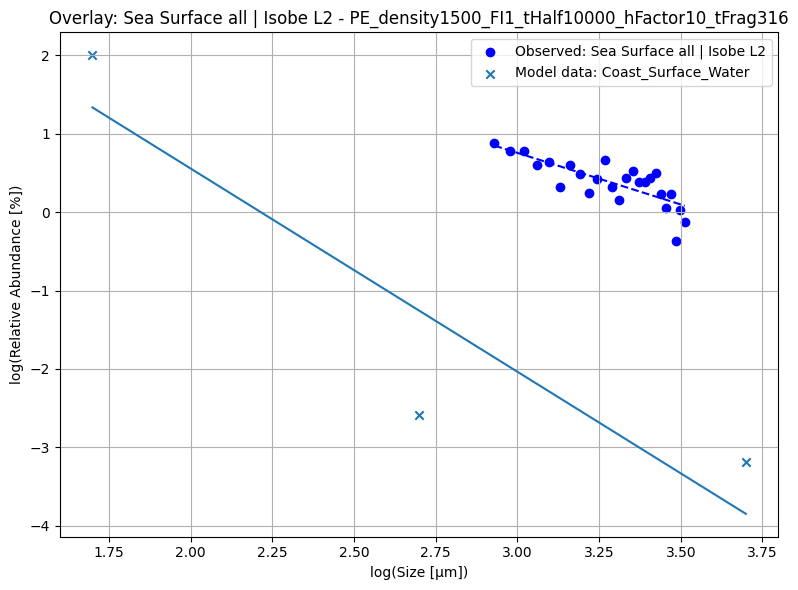 Overlay: Sea Surface all | Isobe L2 - PE_density1500_FI1_tHalf10000_hFactor10_tFrag316
Observed: Sea Surface all | Isobe L2
Model data: Coast_Surface_Water
log(Relative Abundance [%])
2
1
0
−1
−2
−3
−4
1.75 2.00 2.25 2.50 2.75 3.00 3.25 3.50 3.75
log(Size [μm])